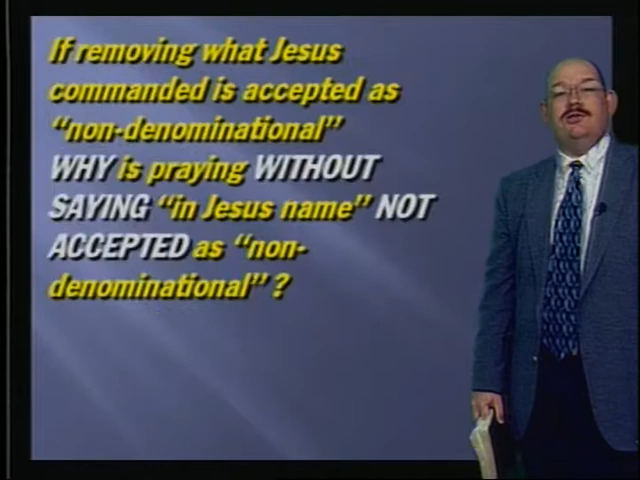 If removing what Jesus
commanded is accepted as
“non-denominational”
WHY is praying WITHOUT
SAYING “in Jesus name” NOT
ACCEPTED as “non-
denominational” ?